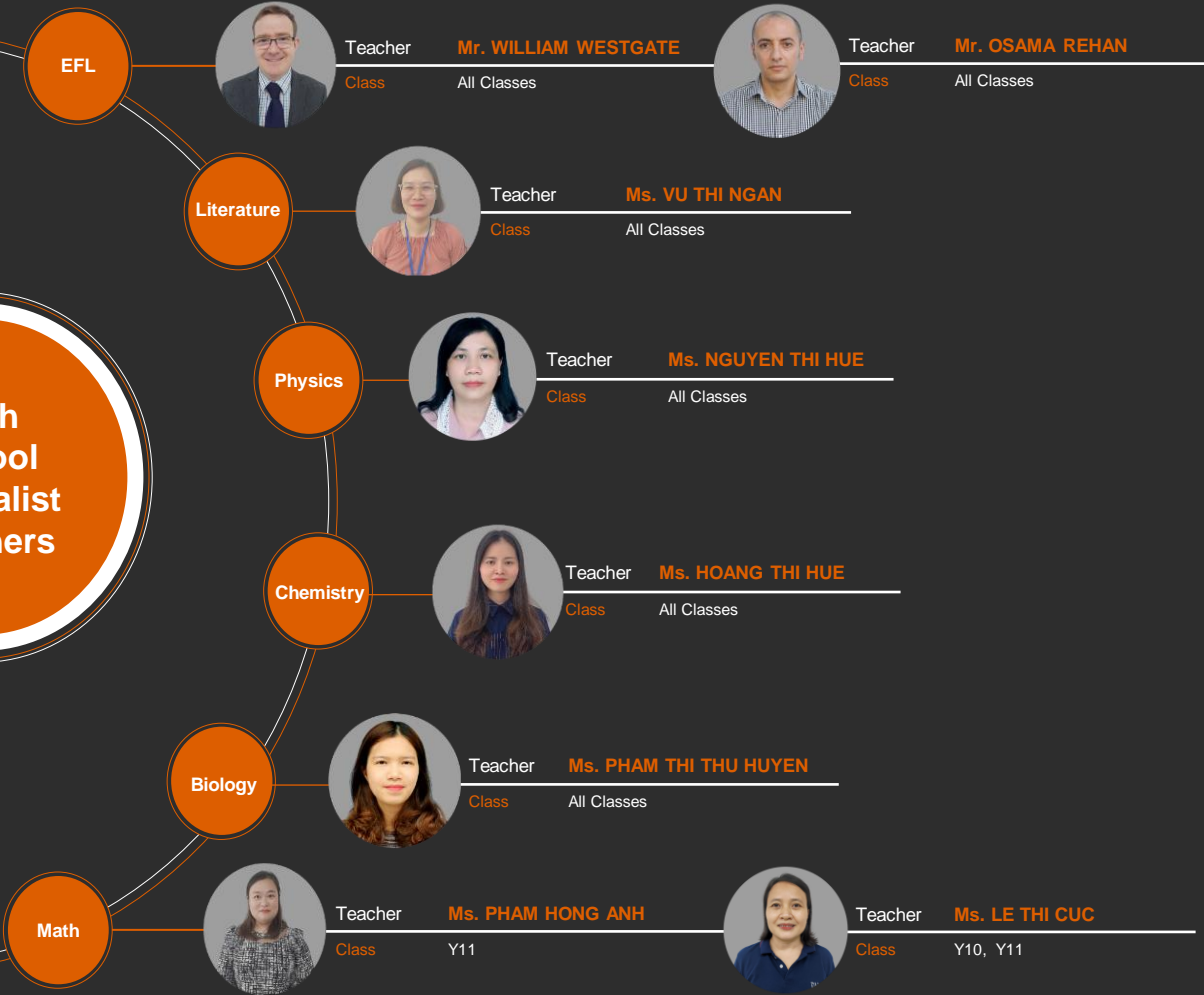 EFL
Teacher Mr. WILLIAM WESTGATE
Class All Classes
Teacher Mr. OSAMA REHAN
Class All Classes
Literature
Teacher Ms. VU THI NGAN
Class All Classes
Physics
Teacher Ms. NGUYEN THI HUE
Class All Classes
h
ool
alist
ers
Chemistry
Teacher Ms. HOANG THI HUE
Class All Classes
Biology
Teacher Ms. PHAM THI THU HUYEN
Class All Classes
Math
Teacher Ms. PHAM HONG ANH
Class Y11
Teacher Ms. LE THI CUC
Class Y10, Y11